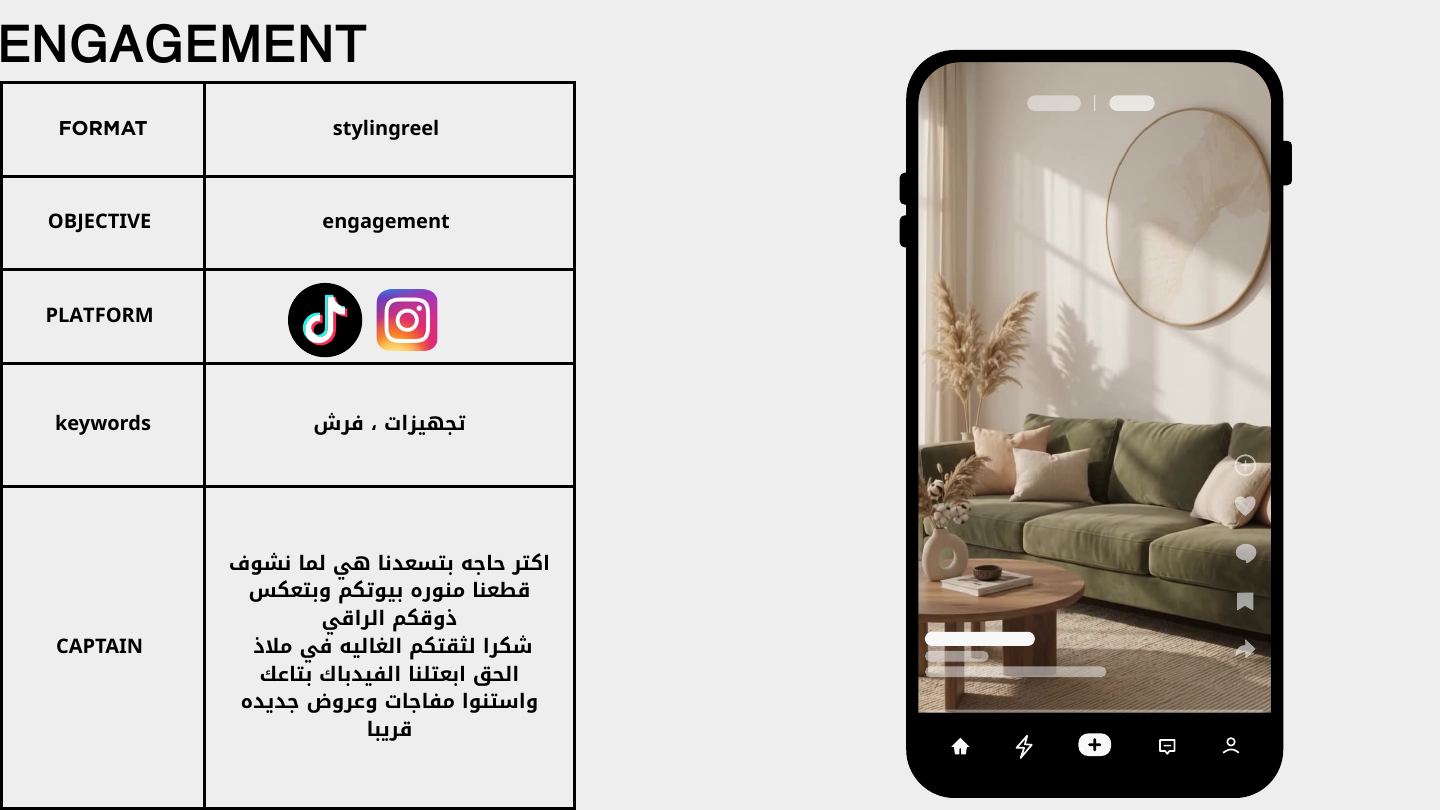 ENGAGEMENT
FORMAT
stylingreel
OBJECTIVE
engagement
PLATFORM
keywords
تجهيزات ، فرش
CAPTAIN
اكتر حاجه بتسعدنا هي لما نشوف
قطعنا منوره بيوتكم وبتعكس
ذوقكم الراقي
شكرا لثقتكم الغاليه في ملاذ
الحق ابعتلنا الفيدباك بتاعك
واستنوا مفاجات وعروض جديده
قريبا